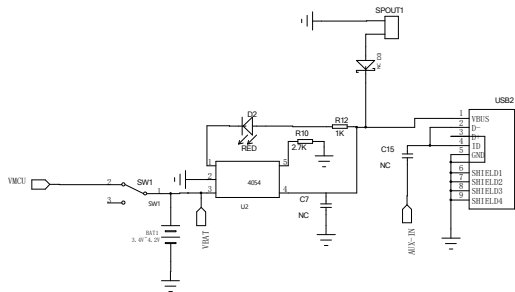 SPOUT1
D3
NC
USB2
D2
R12
RED
1K
R10
2.7K
1
2
3
4
5
6
7
8
9
VBUS
D-
D+
ID
GND
SHIELD1
SHIELD2
SHIELD3
SHIELD4
C15
NC
1
2
3
5
4
4054
U2
C7
NC
VMCU
2
3
SW1
1
SW1
BAT1
3.4V~4.2V
VBAT
AUX-IN